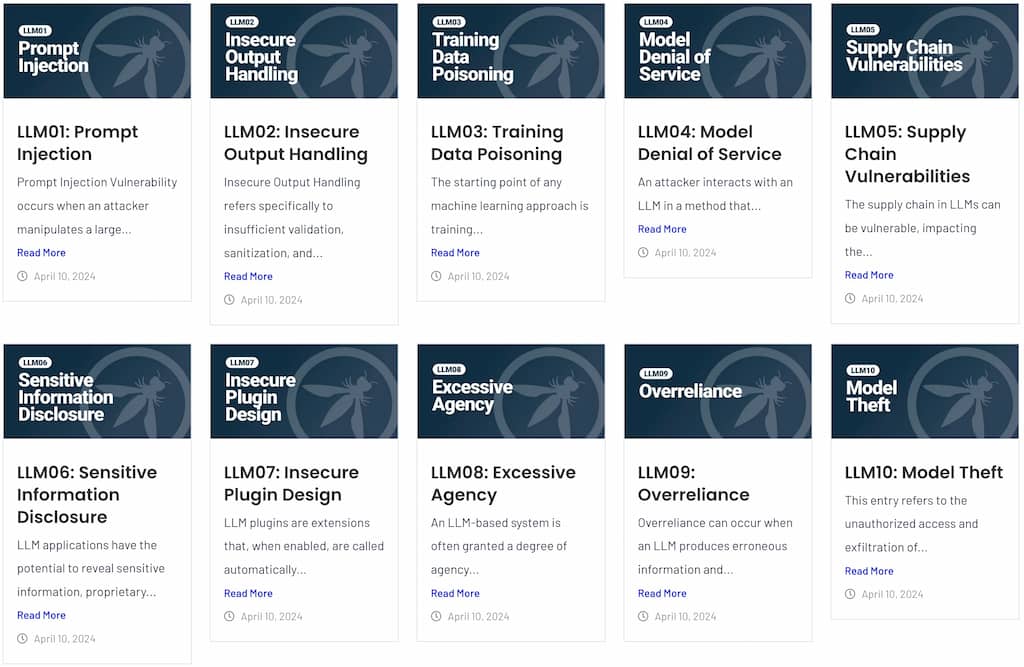 LLM01
Prompt
Injection
LLM01: Prompt
Injection
Prompt Injection Vulnerability
occurs when an attacker
manipulates a large...
Read More
April 10, 2024
LLM02
Insecure
Output
Handling
LLM02: Insecure
Output Handling
Insecure Output Handling
refers specifically to
insufficient validation,
sanitization, and...
Read More
April 10, 2024
LLM03
Training
Data
Poisoning
LLM03: Training
Data Poisoning
The starting point of any
machine learning approach is
training...
Read More
April 10, 2024
LLM04
Model
Denial of
Service
LLM04: Model
Denial of Service
An attacker interacts with an
LLM in a method that...
Read More
April 10, 2024
LLM05
Supply Chain
Vulnerabilities
LLM05: Supply
Chain
Vulnerabilities
The supply chain in LLMs can
be vulnerable, impacting
the...
Read More
April 10, 2024
LLM06
Sensitive
Information
Disclosure
LLM06: Sensitive
Information
Disclosure
LLM applications have the
potential to reveal sensitive
information, proprietary...
Read More
April 10, 2024
LLM07
Insecure
Plugin
Design
LLM07: Insecure
Plugin Design
LLM plugins are extensions
that, when enabled, are called
automatically...
Read More
April 10, 2024
LLM08
Excessive
Agency
LLM08: Excessive
Agency
An LLM-based system is
often granted a degree of
agency...
Read More
April 10, 2024
LLM09
Overreliance
LLM09:
Overreliance
Overreliance can occur when
an LLM produces erroneous
information and...
Read More
April 10, 2024
LLM10
Model
Theft
LLM10: Model Theft
This entry refers to the
unauthorized access and
exfiltration of...
Read More
April 10, 2024